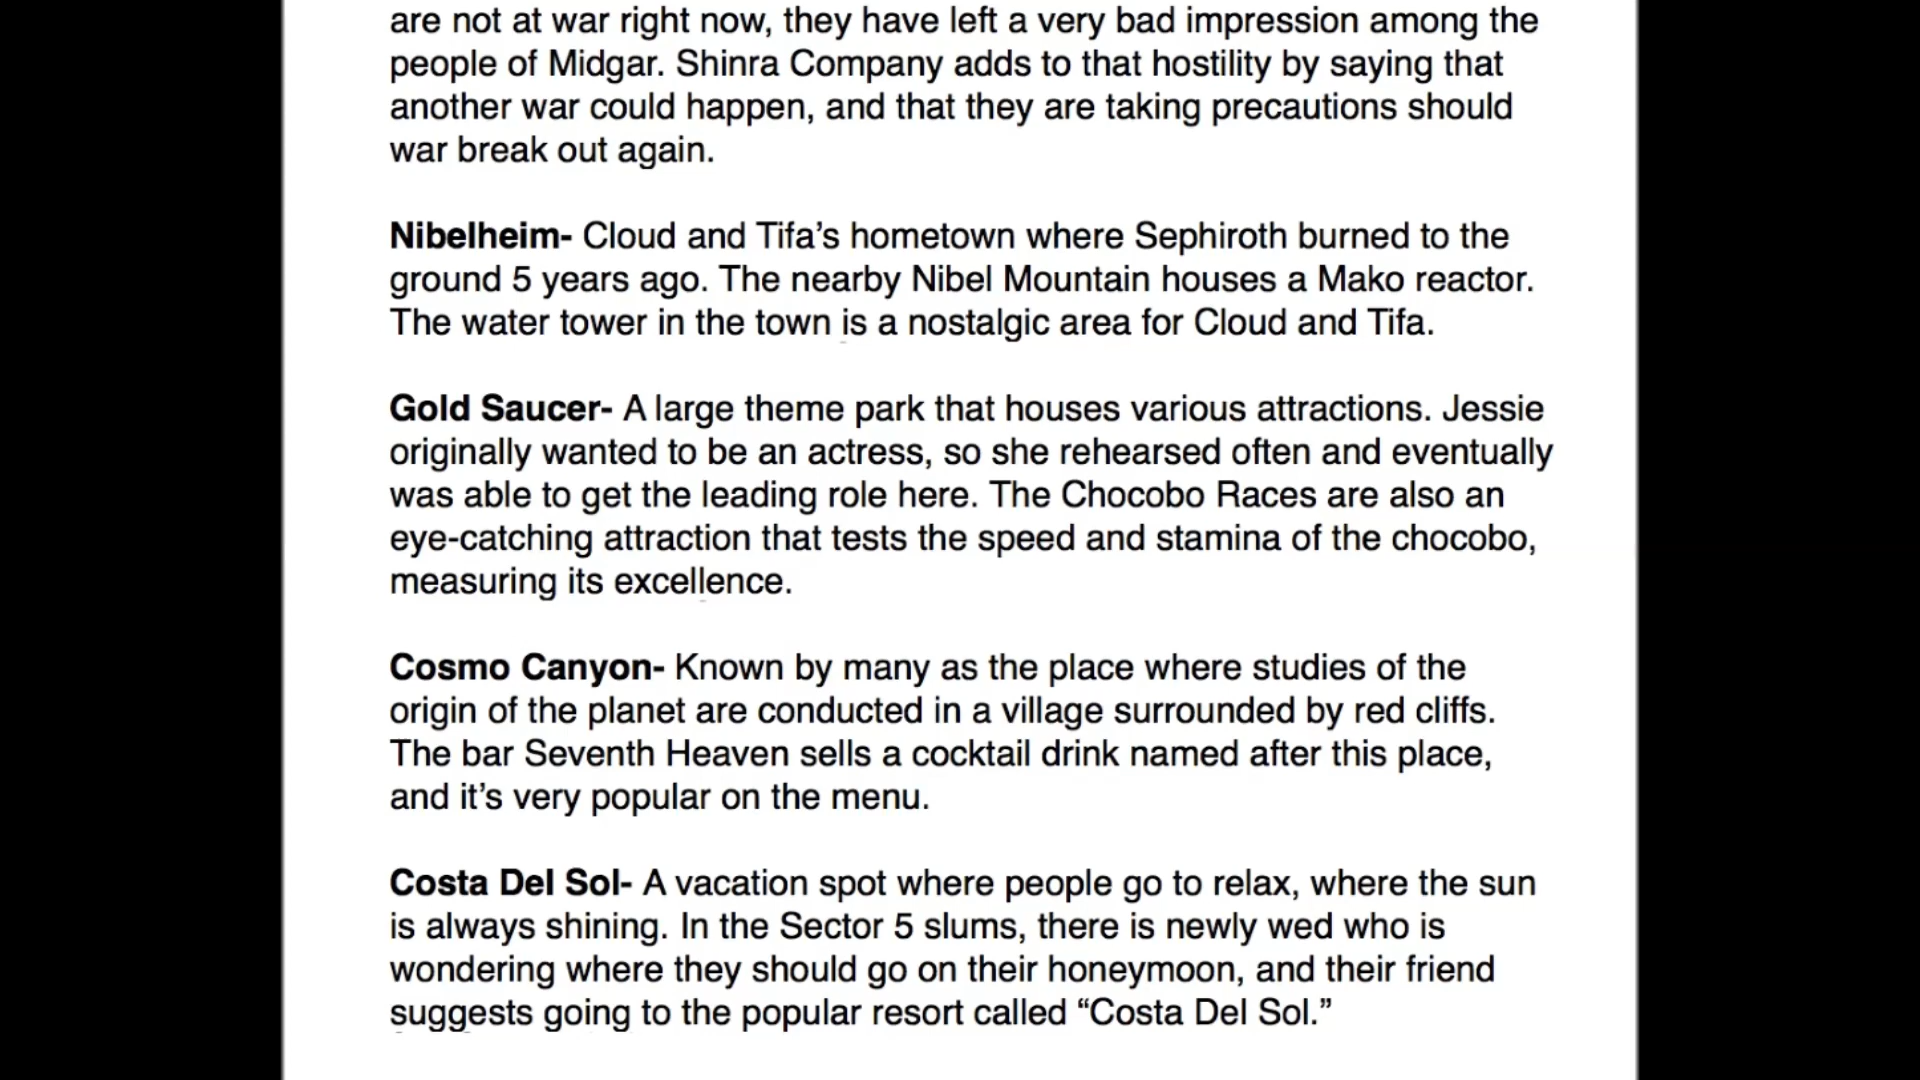 are not at war right now, they have left a very bad impression among the
people of Midgar. Shinra Company adds to that hostility by saying that
another war could happen, and that they are taking precautions should
war break out again.
Nibelheim- Cloud and Tifa’s hometown where Sephiroth burned to the
ground 5 years ago. The nearby Nibel Mountain houses a Mako reactor.
The water tower in the town is a nostalgic area for Cloud and Tifa.
Gold Saucer- A large theme park that houses various attractions. Jessie
originally wanted to be an actress, so she rehearsed often and eventually
was able to get the leading role here. The Chocobo Races are also an
eye-catching attraction that tests the speed and stamina of the chocobo,
measuring its excellence.
Cosmo Canyon- Known by many as the place where studies of the
origin of the planet are conducted in a village surrounded by red cliffs.
The bar Seventh Heaven sells a cocktail drink named after this place,
and it’s very popular on the menu.
Costa Del Sol- A vacation spot where people go to relax, where the sun
is always shining. In the Sector 5 slums, there is newly wed who is
wondering where they should go on their honeymoon, and their friend
suggests going to the popular resort called “Costa Del Sol.”